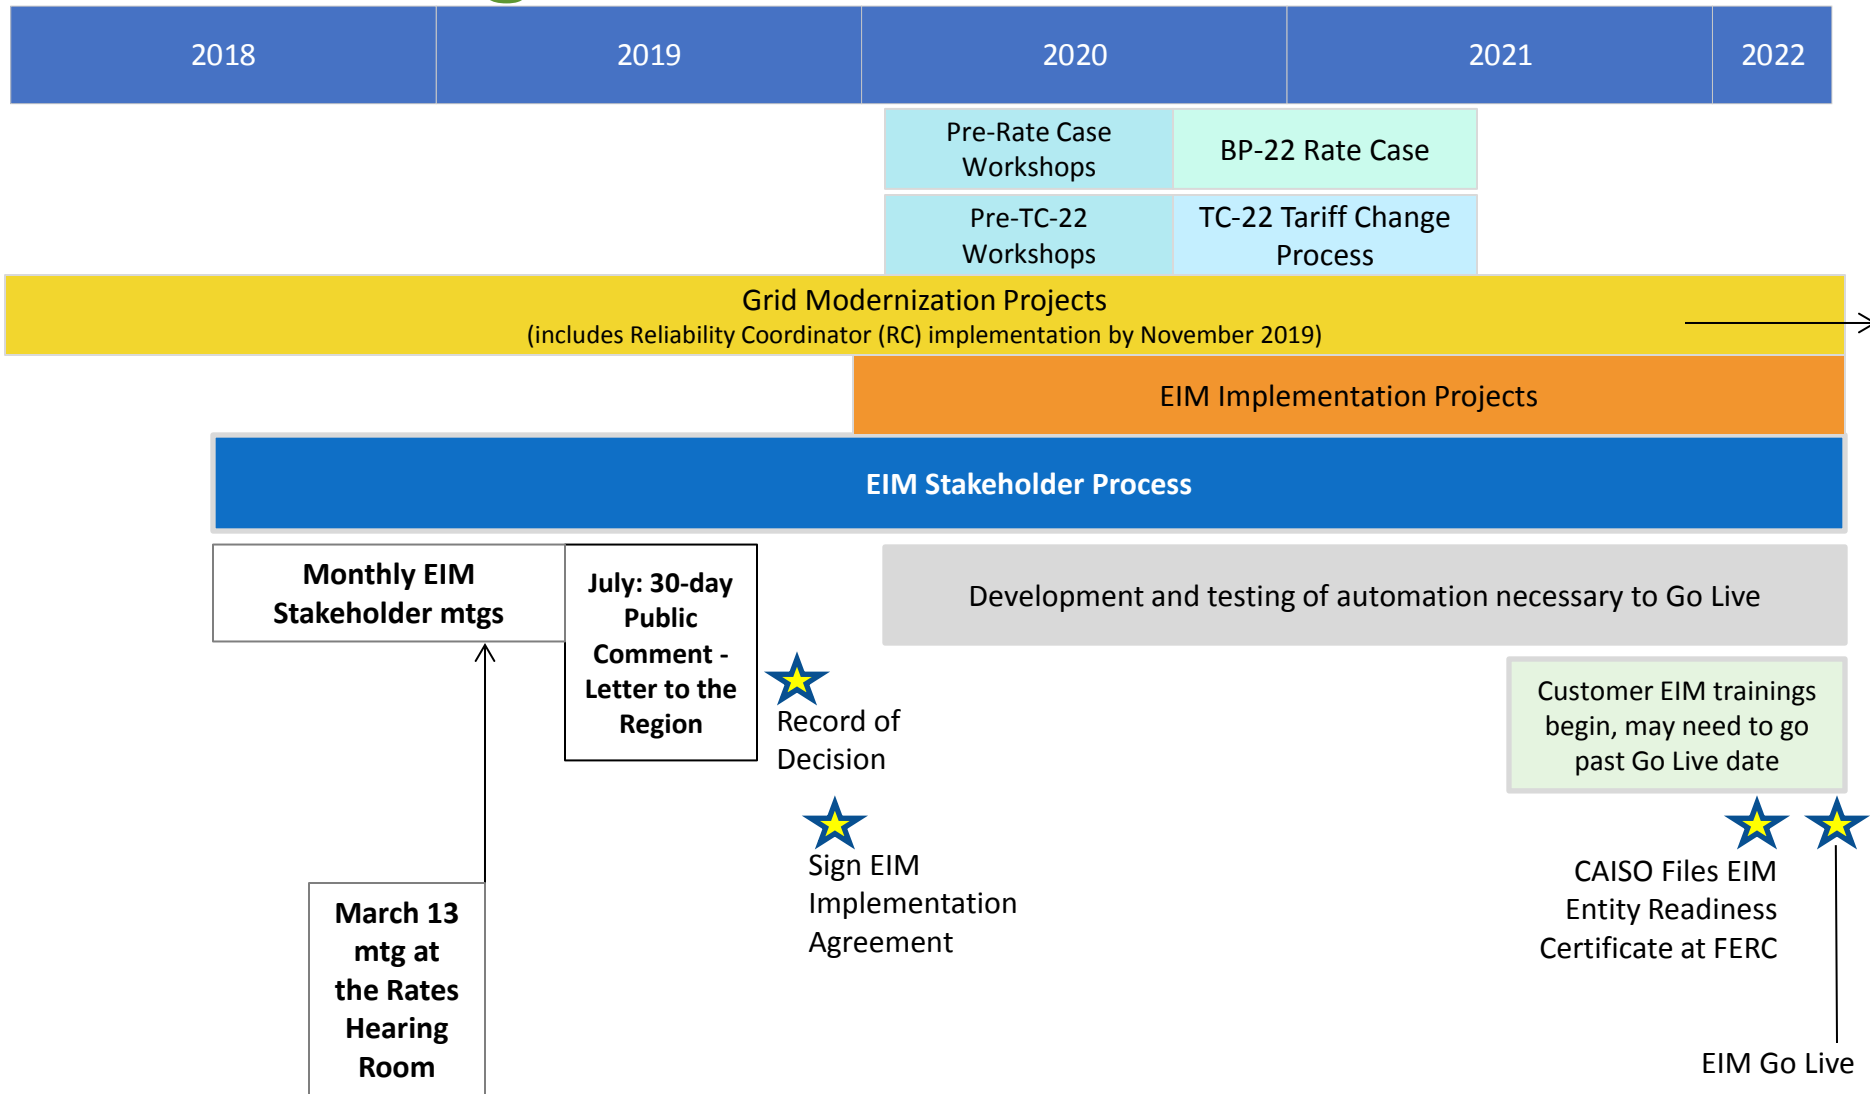 2018 2019 2020 2021 2022
Pre-Rate Case
Workshops
BP-22 Rate Case
Pre-TC-22
Workshops
TC-22 Tariff Change
Process
Grid Modernization Projects
(includes Reliability Coordinator (RC) implementation by November 2019)
EIM Implementation Projects
EIM Stakeholder Process
Monthly EIM
Stakeholder mtgs
July: 30-day
Public
Comment -
Letter to the
Region
Development and testing of automation necessary to Go Live
Record of
Decision
Customer EIM trainings
begin, may need to go
past Go Live date
Sign EIM
Implementation
Agreement
CAISO Files EIM
Entity Readiness
Certificate at FERC
March 13
mtg at
the Rates
Hearing
Room
EIM Go Live